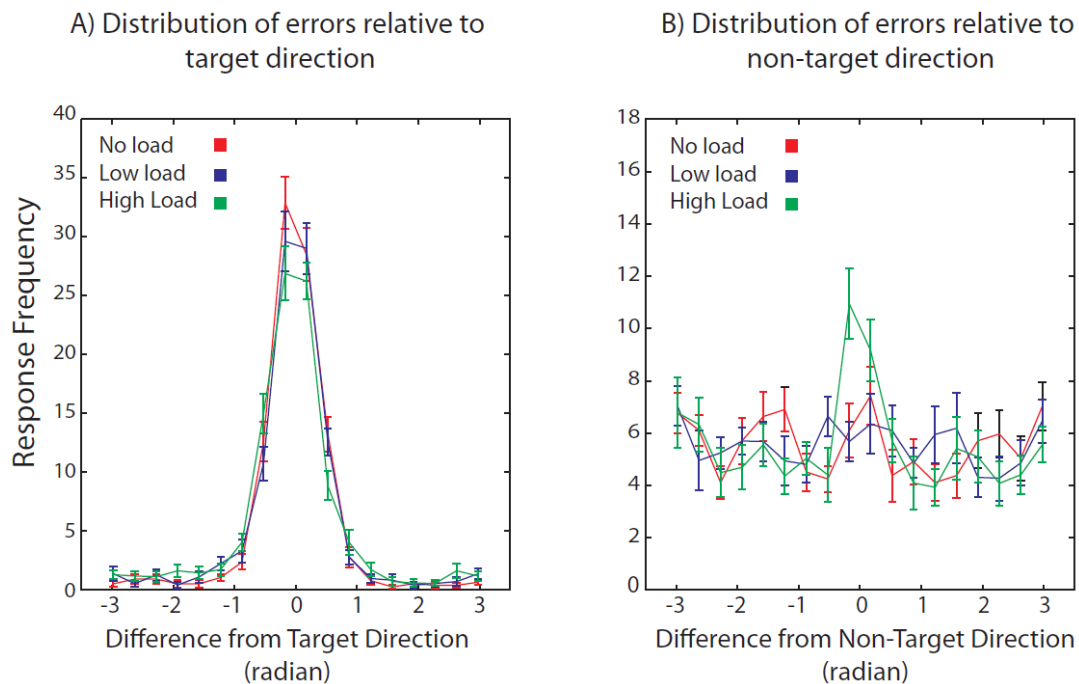 A) Distribution of errors relative to
target direction
40
35
30
25
20
15
10
5
0
No load
Low load
High Load
Response Frequency
-3 -2 -1 0 1 2 3
Difference from Target Direction
(radian)
B) Distribution of errors relative to
non-target direction
18
16
14
12
10
8
6
4
2
0
No load
Low load
High Load
-3 -2 -1 0 1 2 3
Difference from Non-Target Direction
(radian)